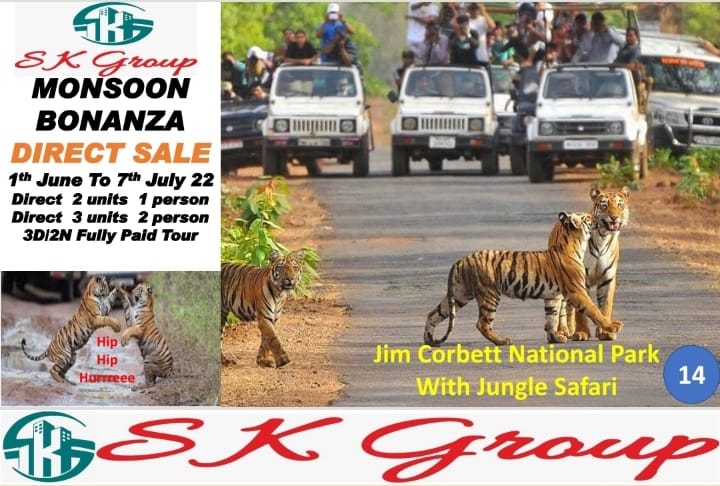 SKG
S.K Group
MONSOON
BONANZA
DIRECT SALE
1th June To 7th July 22
Direct 2 units 1 person
Direct 3 units 2 person
3D/2N Fully Paid Tour
Hip
Hip
Hurrreee
Jim Corbett National Park
With Jungle Safari
14
SKG
S.K Group